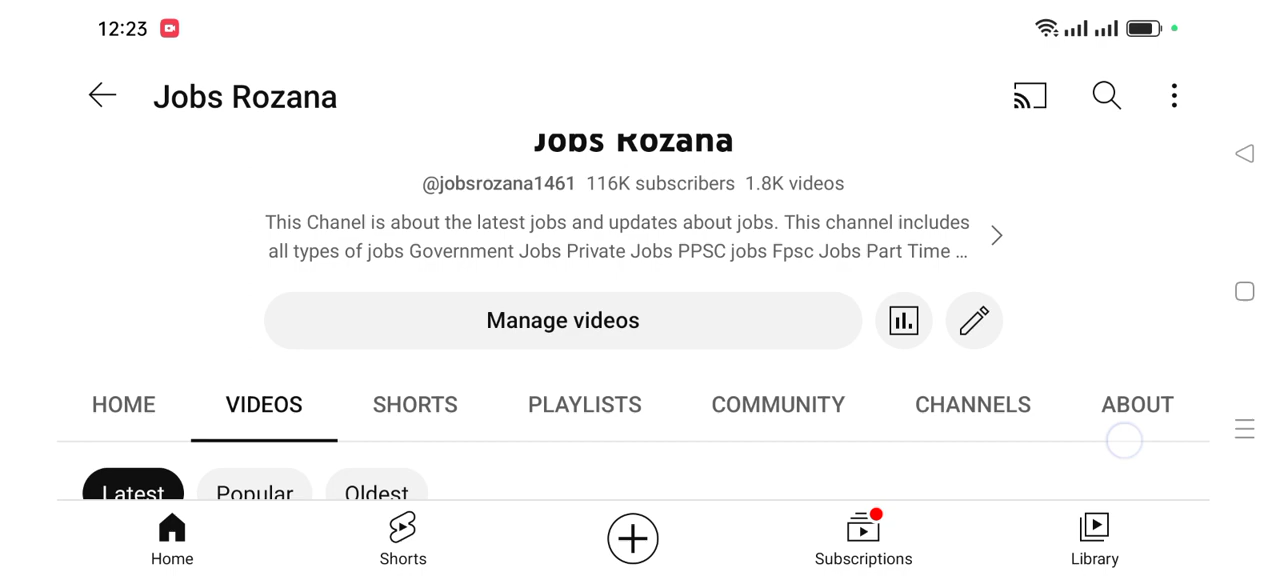 12:23
Jobs Rozana
Jobs Rozana
@jobsrozana1461 116K subscribers 1.8K videos
This Chanel is about the latest jobs and updates about jobs. This channel includes
all types of jobs Government Jobs Private Jobs PPSC jobs Fpsc Jobs Part Time ...
Manage videos
HOME VIDEOS SHORTS PLAYLISTS COMMUNITY CHANNELS ABOUT
Latest Popular Oldest
Home Shorts Subscriptions Library